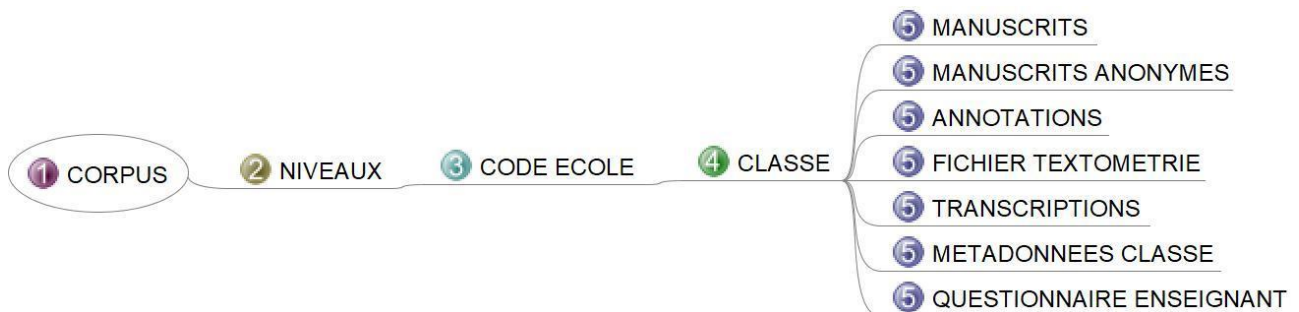 1 CORPUS
2 NIVEAUX
3 CODE ECOLE
4 CLASSE
5 MANUSCRITS
5 MANUSCRITS ANONYMES
5 ANNOTATIONS
5 FICHIER TEXTOMETRIE
5 TRANSCRIPTIONS
5 METADONNEES CLASSE
5 QUESTIONNAIRE ENSEIGNANT